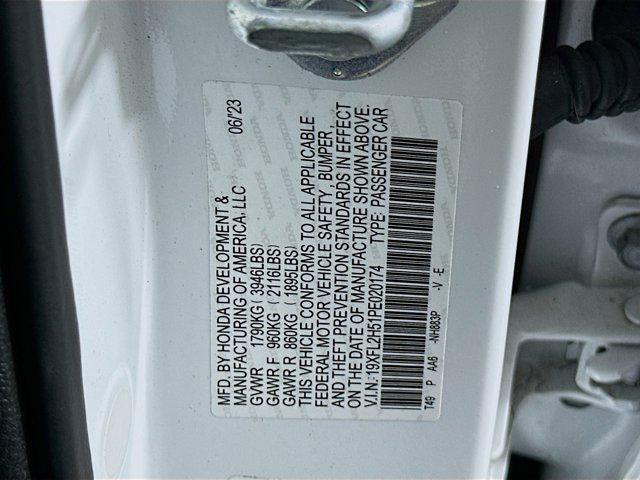 MFD. BY HONDA DEVELOPMENT & 06/'23
MANUFACTURING OF AMERICA, LLC
GVWR 1790KG ( 3946LBS)
GAWR F 960KG ( 2116LBS)
GAWR R 860KG ( 1895LBS)
THIS VEHICLE CONFORMS TO ALL APPLICABLE
FEDERAL MOTOR VEHICLE SAFETY , BUMPER,
AND THEFT PREVENTION STANDARDS IN EFFECT
ON THE DATE OF MANUFACTURE SHOWN ABOVE.
V.I.N.: 19XFL2H51PE020174 TYPE: PASSENGER CAR
T49 P AA6 -NH883P -V -E